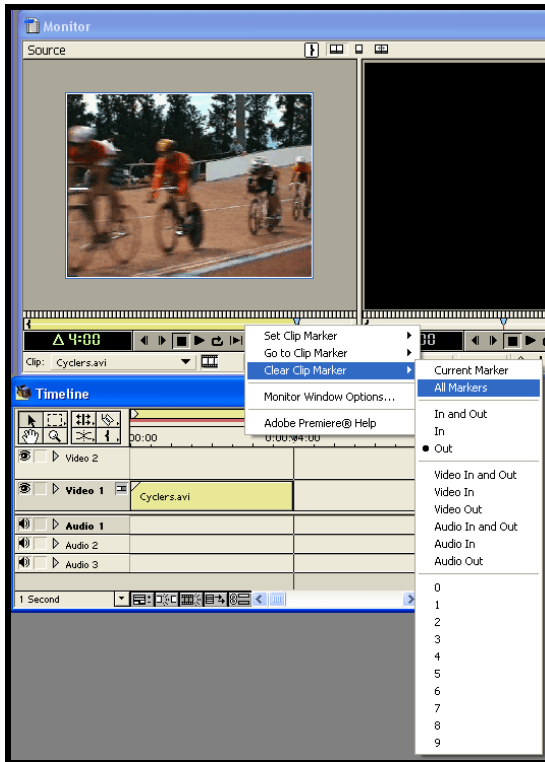 Monitor
Source
Δ 4:00
:00
Clip: Cyclers.avi
Set Clip Marker
Go to Clip Marker
Clear Clip Marker
Monitor Window Options...
Adobe Premiere® Help
Current Marker
All Markers
In and Out
In
Out
Video In and Out
Video In
Video Out
Audio In and Out
Audio In
Audio Out
0
1
2
3
4
5
6
7
8
9
Timeline
00:00
0:00:04:00
Video 2
Video 1
Cyclers.avi
Audio 1
Audio 2
Audio 3
1 Second